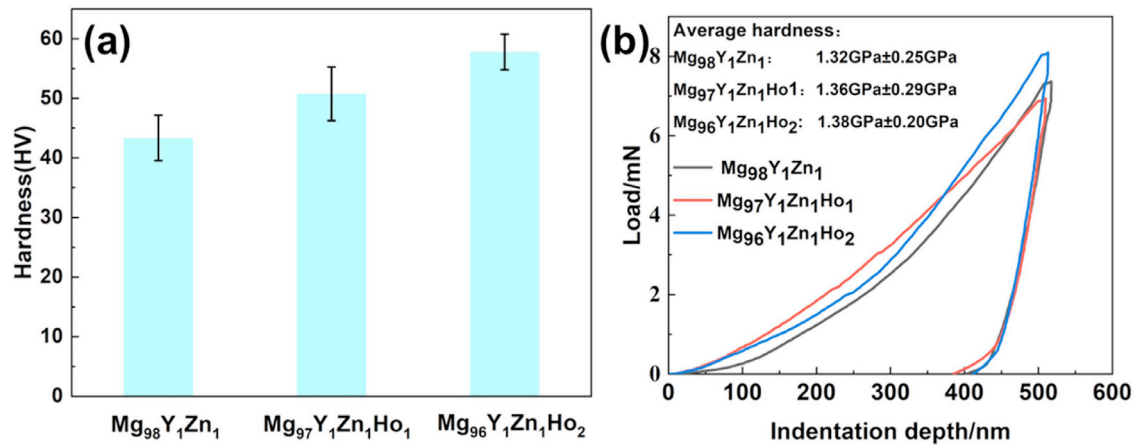 (a)
Hardness(HV)
60
50
40
30
20
10
0
Mg98Y1Zn1
Mg97Y1Zn1Ho1
Mg96Y1Zn1Ho2
(b)
Average hardness:
Mg98Y1Zn1: 1.32GPa±0.25GPa
Mg97Y1Zn1Ho1: 1.36GPa±0.29GPa
Mg96Y1Zn1Ho2: 1.38GPa±0.20GPa
Mg98Y1Zn1
Mg97Y1Zn1Ho1
Mg96Y1Zn1Ho2
Load/mN
8
6
4
2
0
0 100 200 300 400 500 600
Indentation depth/nm